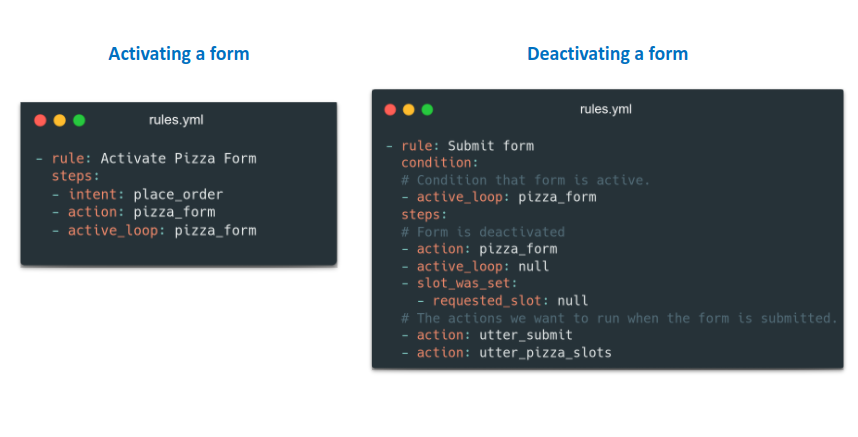 Activating a form
rules.yml
- rule: Activate Pizza Form
  steps:
  - intent: place_order
  - action: pizza_form
  - active_loop: pizza_form
Deactivating a form
rules.yml
- rule: Submit form
  condition:
  # Condition that form is active.
  - active_loop: pizza_form
  steps:
  # Form is deactivated
  - action: pizza_form
  - active_loop: null
  - slot_was_set:
    - requested_slot: null
  # The actions we want to run when the form is submitted.
  - action: utter_submit
  - action: utter_pizza_slots